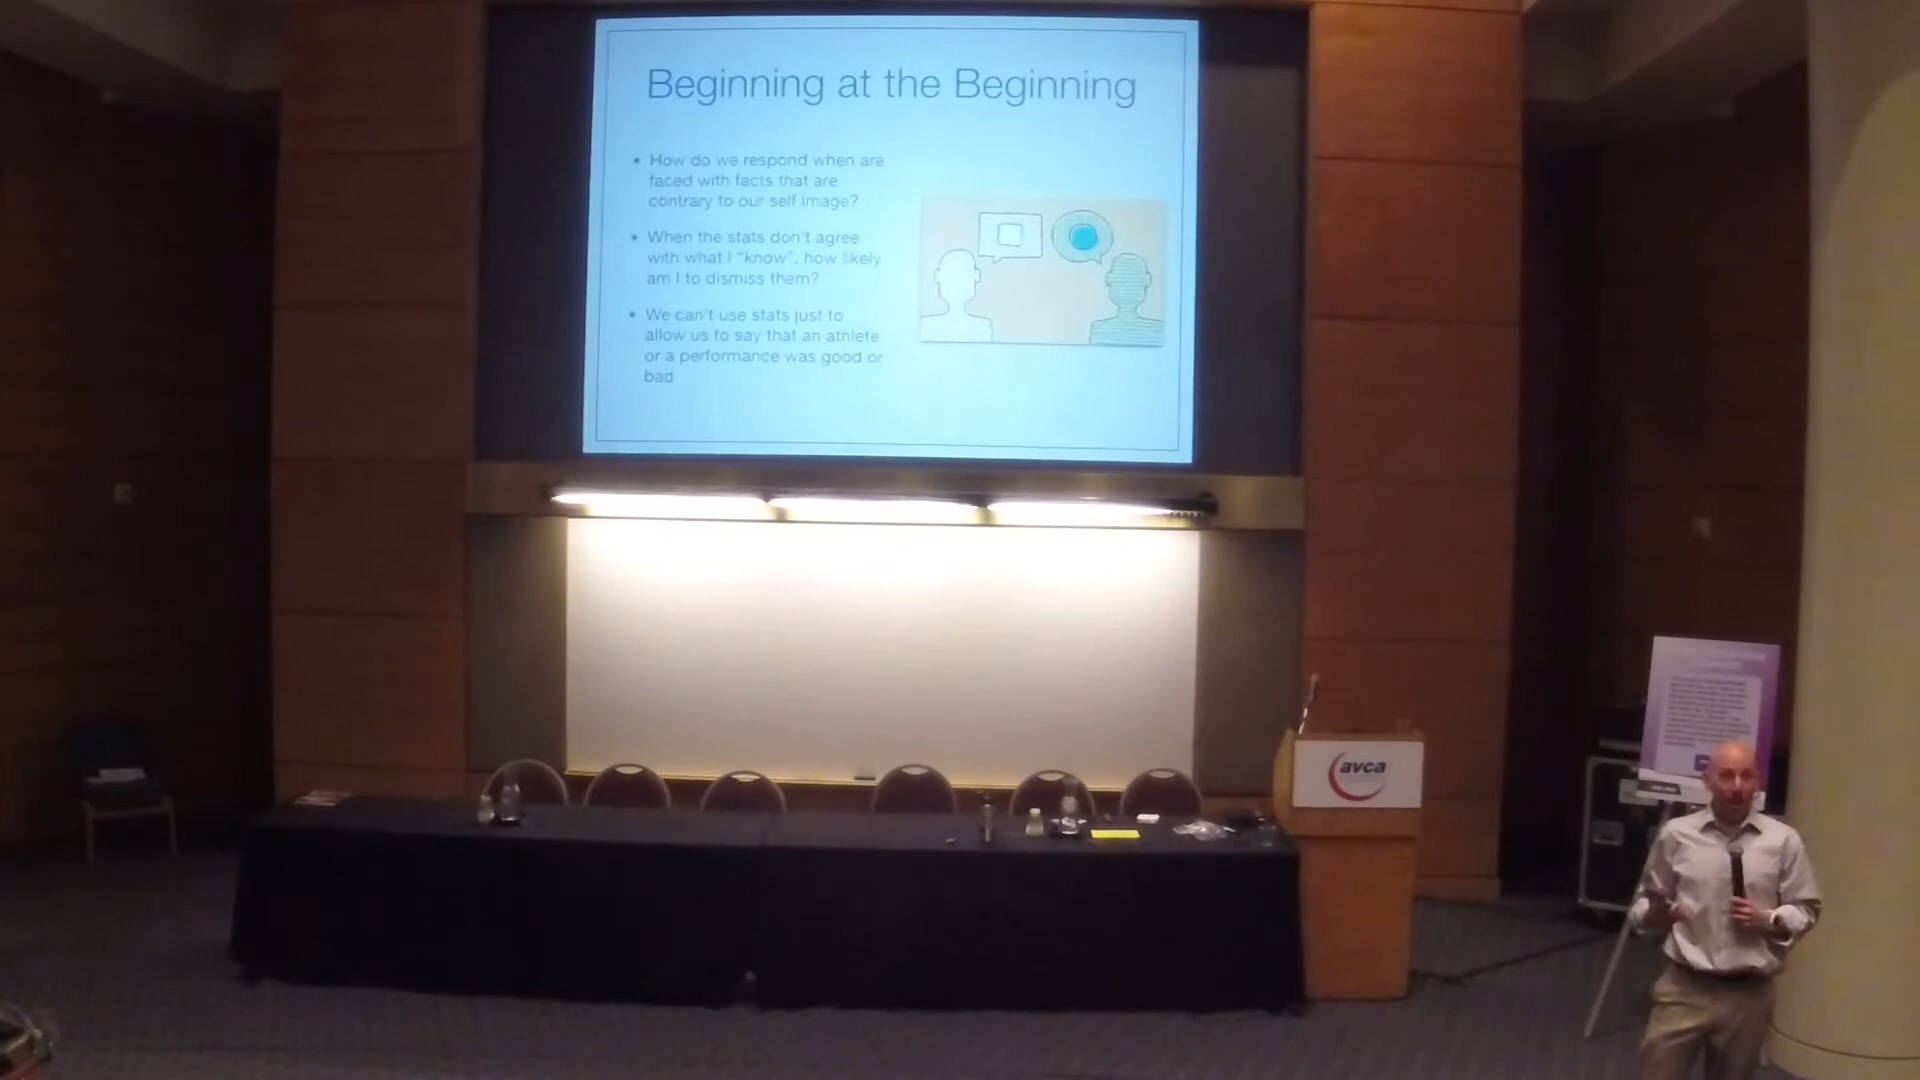 Beginning at the Beginning
• How do we respond when are
faced with facts that are
contrary to our self image?
• When the stats don't agree
with what I "know", how likely
am I to dismiss them?
• We can't use stats just to
allow us to say that an athlete
or a performance was good or
bad
avca